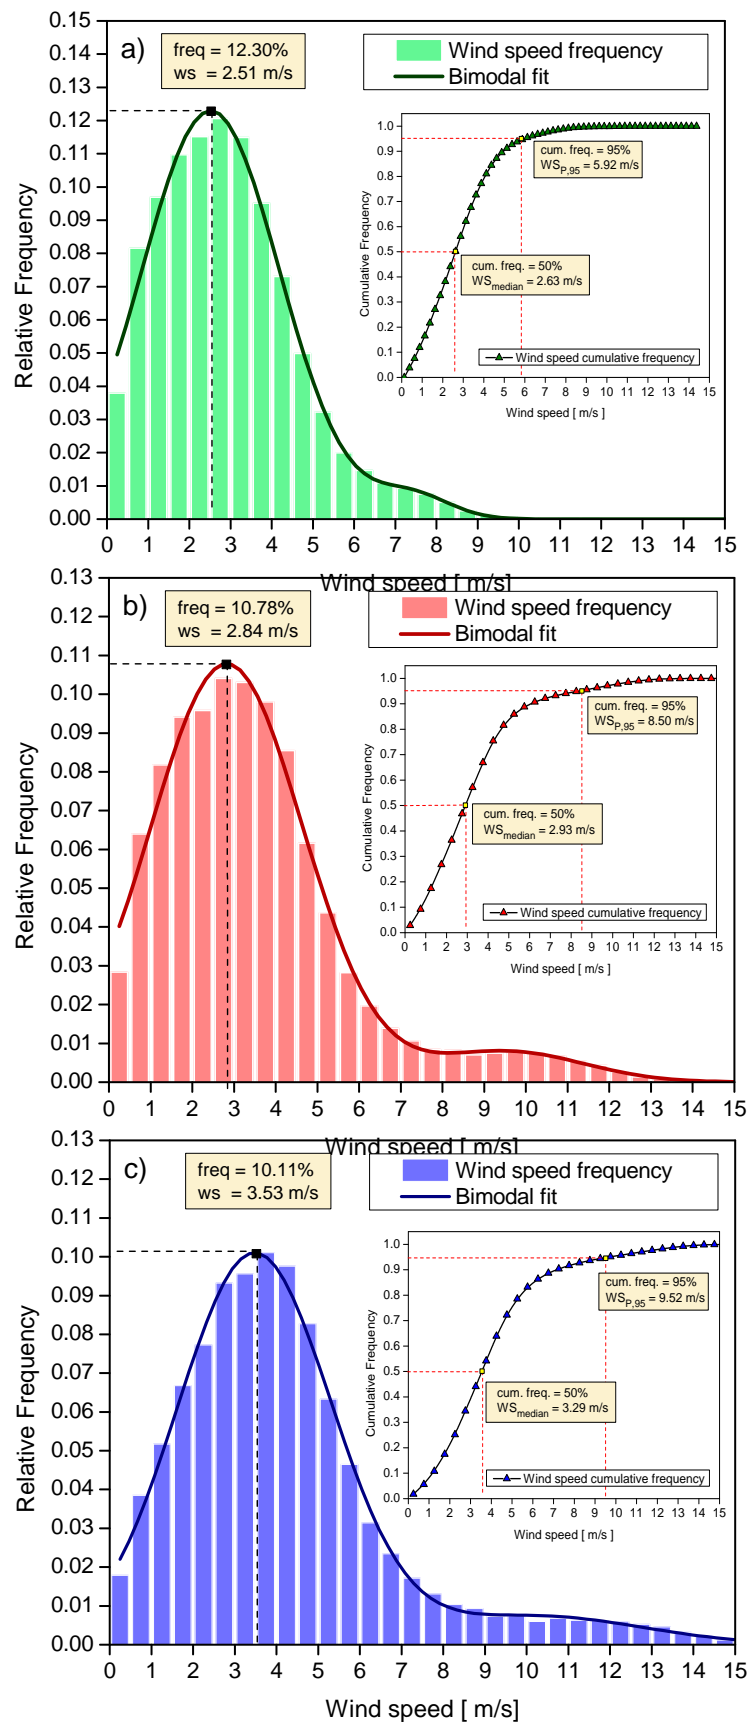 a)
freq = 12.30%
ws = 2.51 m/s
Wind speed frequency
Bimodal fit
Relative Frequency
0.15
0.14
0.13
0.12
0.11
0.10
0.09
0.08
0.07
0.06
0.05
0.04
0.03
0.02
0.01
0.00
0 1 2 3 4 5 6 7 8 9 10 11 12 13 14 15
Wind speed [ m/s]
Cumulative Frequency
1.0
0.9
0.8
0.7
0.6
0.5
0.4
0.3
0.2
0.1
0.0
cum. freq. = 95%
WS_P,95 = 5.92 m/s
cum. freq. = 50%
WS_median = 2.63 m/s
Wind speed cumulative frequency
0 1 2 3 4 5 6 7 8 9 10 11 12 13 14 15
Wind speed [ m/s ]
b)
freq = 10.78%
ws = 2.84 m/s
Wind speed frequency
Bimodal fit
Relative Frequency
0.13
0.12
0.11
0.10
0.09
0.08
0.07
0.06
0.05
0.04
0.03
0.02
0.01
0.00
0 1 2 3 4 5 6 7 8 9 10 11 12 13 14 15
Wind speed [ m/s]
Cumulative Frequency
1.0
0.9
0.8
0.7
0.6
0.5
0.4
0.3
0.2
0.1
0.0
cum. freq. = 95%
WS_P,95 = 8.50 m/s
cum. freq. = 50%
WS_median = 2.93 m/s
Wind speed cumulative frequency
0 1 2 3 4 5 6 7 8 9 10 11 12 13 14 15
Wind speed [ m/s ]
c)
freq = 10.11%
ws = 3.53 m/s
Wind speed frequency
Bimodal fit
Relative Frequency
0.13
0.12
0.11
0.10
0.09
0.08
0.07
0.06
0.05
0.04
0.03
0.02
0.01
0.00
0 1 2 3 4 5 6 7 8 9 10 11 12 13 14 15
Wind speed [ m/s]
Cumulative Frequency
1.0
0.9
0.8
0.7
0.6
0.5
0.4
0.3
0.2
0.1
0.0
cum. freq. = 95%
WS_P,95 = 9.52 m/s
cum. freq. = 50%
WS_median = 3.29 m/s
Wind speed cumulative frequency
0 1 2 3 4 5 6 7 8 9 10 11 12 13 14 15
Wind speed [ m/s ]